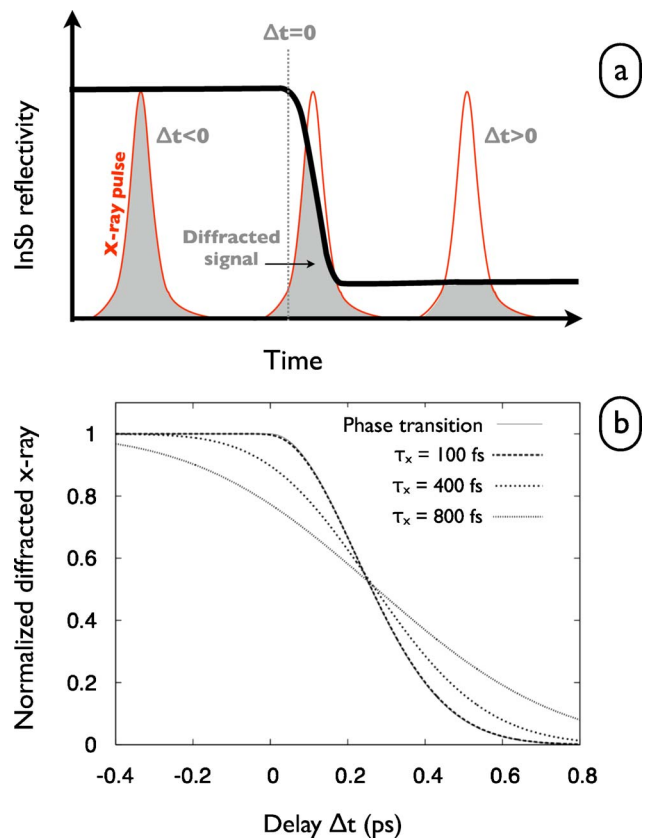 a
Δt=0
Δt<0
Δt>0
InSb reflectivity
X-ray pulse
Diffracted
signal
Time
b
Normalized diffracted x-ray
1
0.8
0.6
0.4
0.2
0
Phase transition
τx = 100 fs
τx = 400 fs
τx = 800 fs
-0.4
-0.2
0
0.2
0.4
0.6
0.8
Delay Δt (ps)